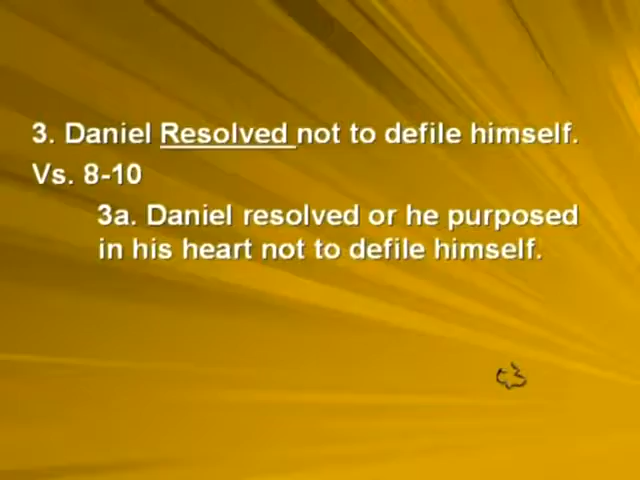 3. Daniel Resolved not to defile himself.
Vs. 8-10
3a. Daniel resolved or he purposed
in his heart not to defile himself.